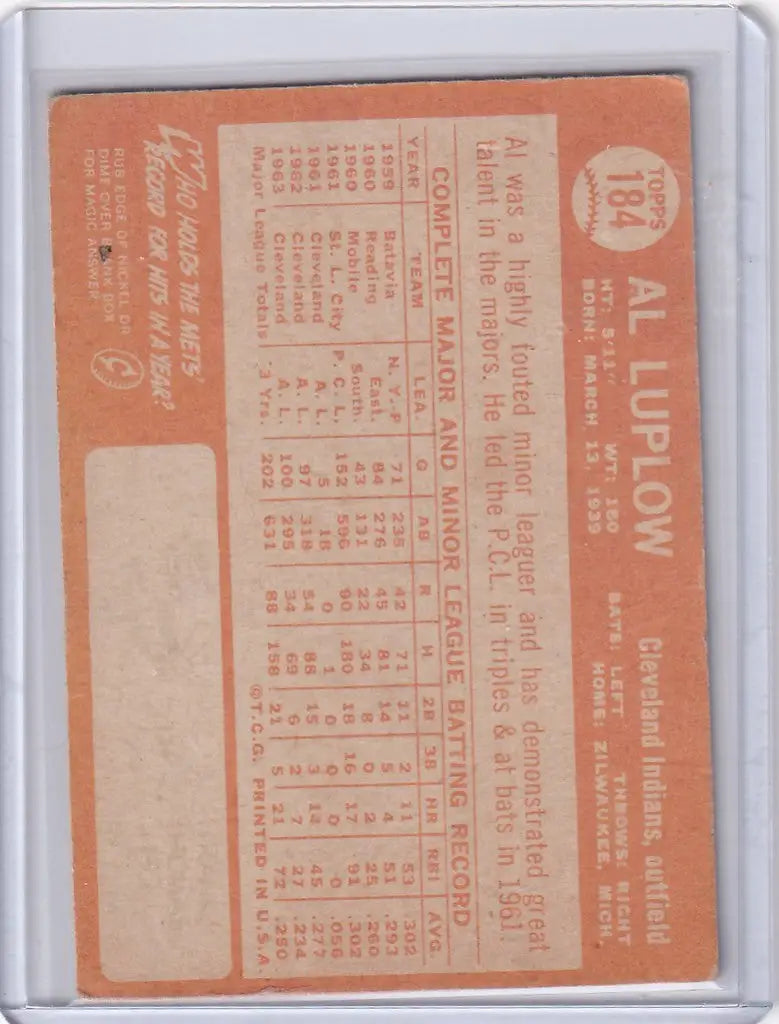 TOPPS
184
AL LUPLOW
Cleveland Indians, outfield
HT: 5'11" WT: 180 BATS: LEFT THROWS: RIGHT
BORN: MARCH, 13, 1939 HOME: ZILWAUKEE, MICH.
Al was a highly touted minor leaguer and has demonstrated great
talent in the majors. He led the P.C.L. in triples & at bats in 1961.
COMPLETE MAJOR AND MINOR LEAGUE BATTING RECORD
YEAR TEAM LEA. G AB R H 2B 3B HR RBI AVG.
1959 Batavia N. Y.-P 71 235 42 71 11 2 11 53 .302
1960 Reading East. 84 276 45 81 14 5 4 51 .293
1960 Mobile South. 43 131 22 34 8 0 2 25 .260
1961 St. L. City P. C. L. 152 596 90 180 18 16 17 91 .302
1961 Cleveland A. L. 5 18 0 1 0 0 0 0 .056
1962 Cleveland A. L. 97 318 54 88 15 3 14 45 .277
1963 Cleveland A. L. 100 295 34 69 6 2 7 27 .234
Major League Totals 3 Yrs. 202 631 88 158 21 5 21 72 .250
©T.C.G. PRINTED IN U.S.A.
WHO HOLDS THE METS'
RECORD FOR HITS IN A YEAR?
RUB EDGE OF NICKEL OR
DIME OVER BLANK BOX
FOR MAGIC ANSWER.